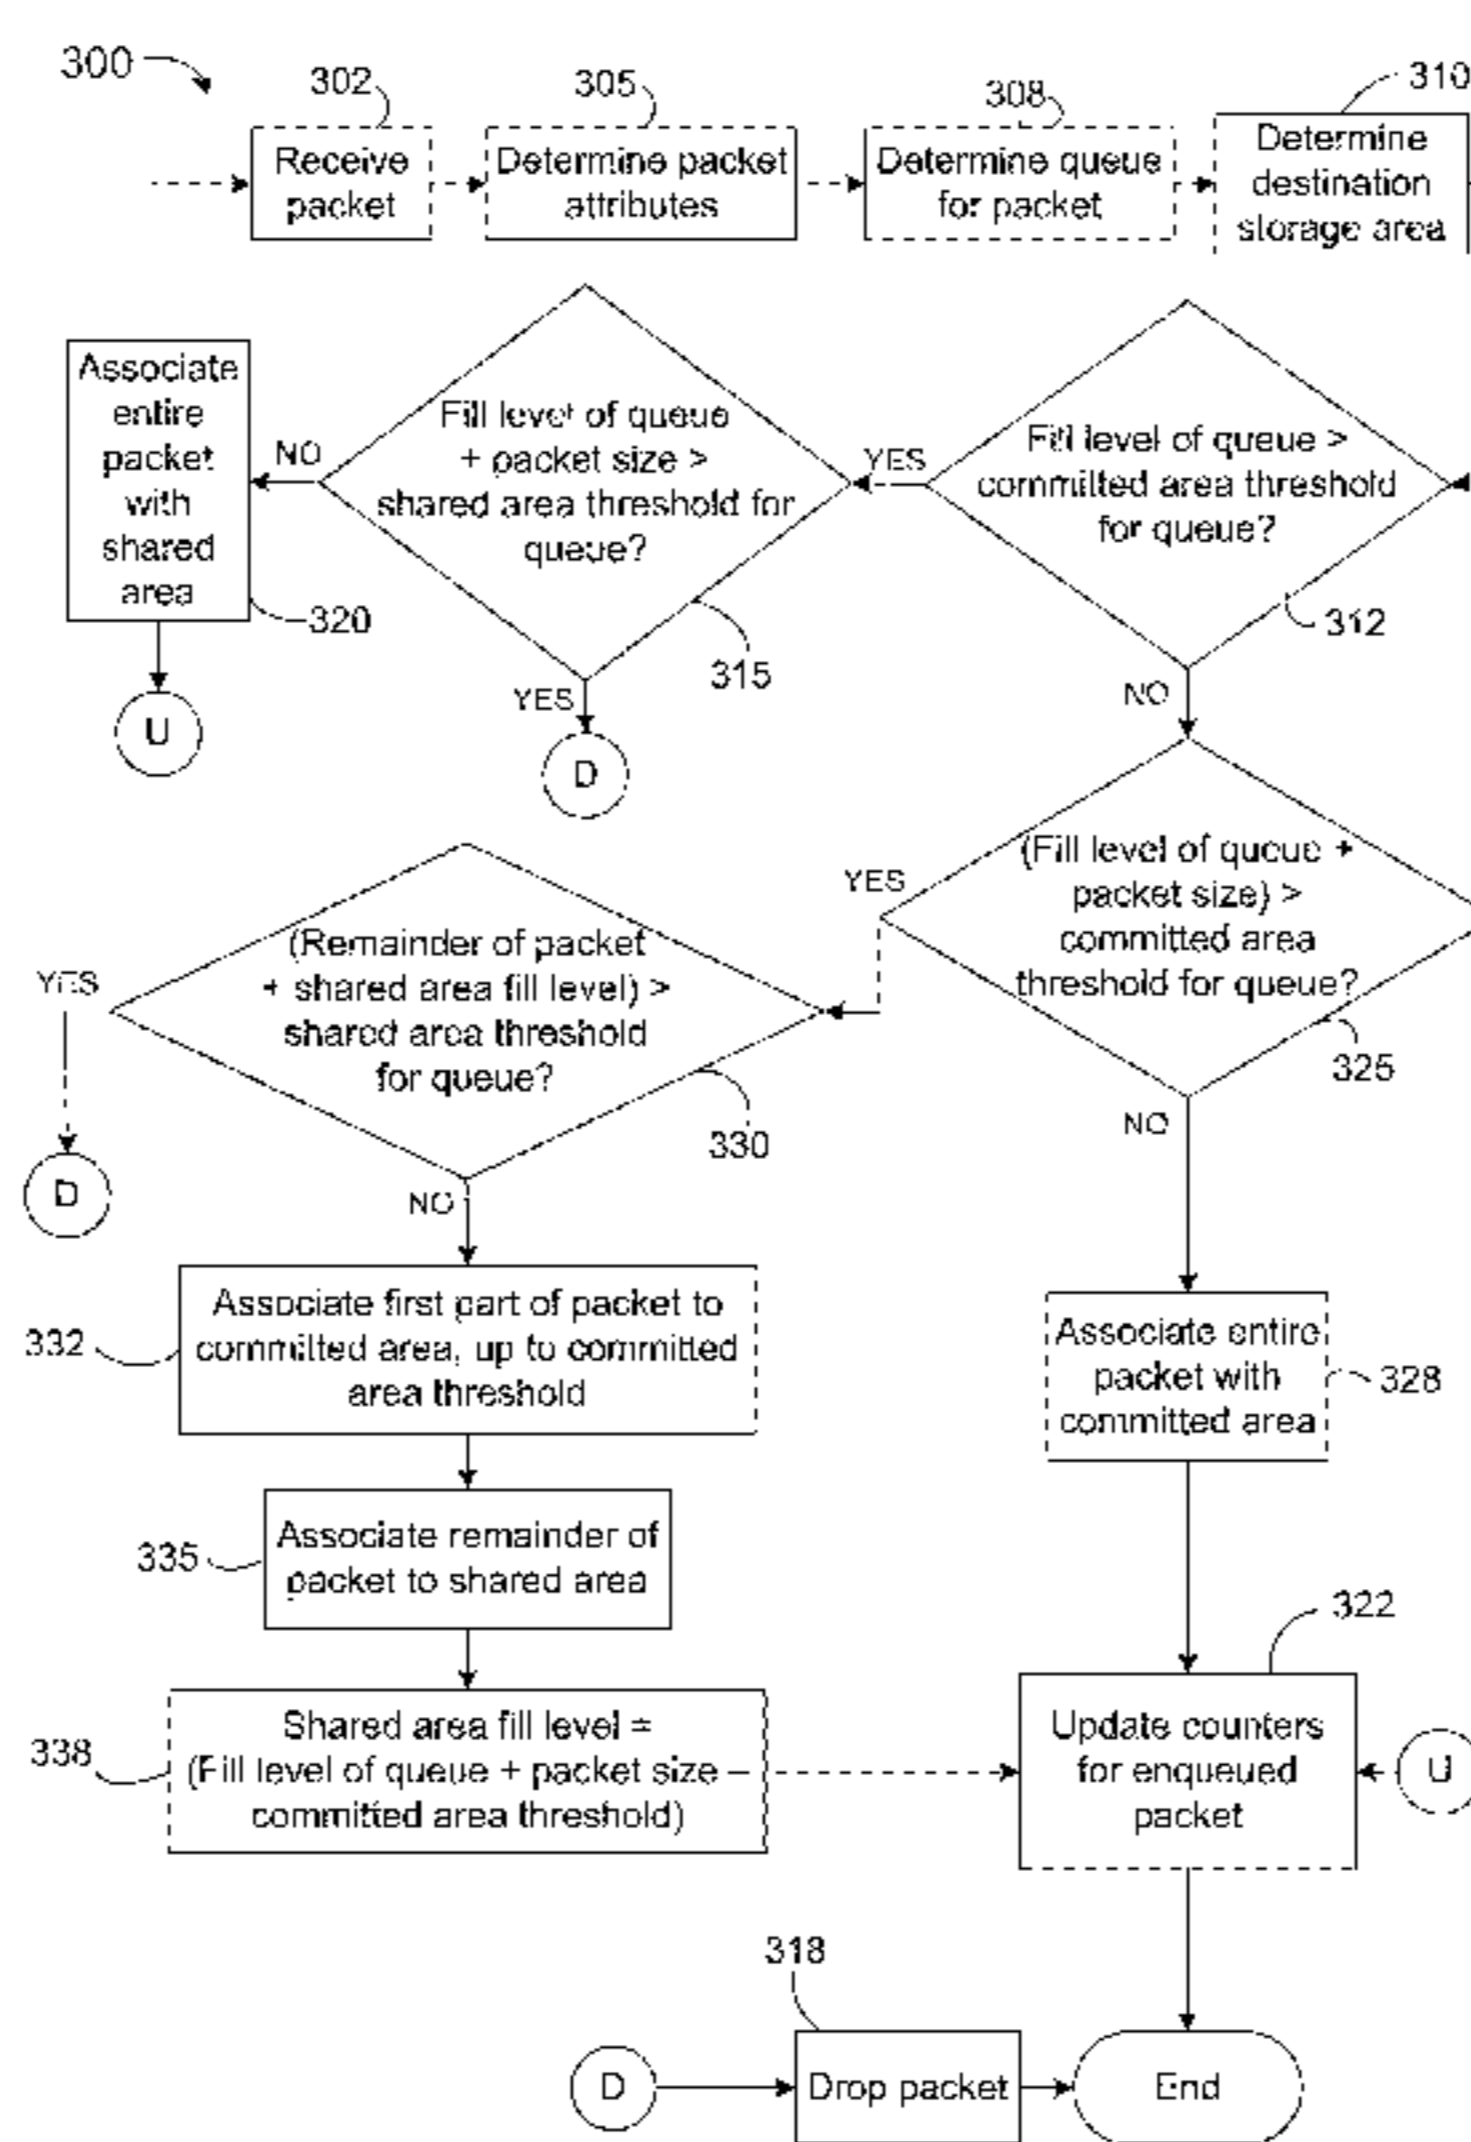 300
302
305
308
310
Receive
packet
Determine packet
attributes
Determine queue
for packet
Determine
destination
storage area
Associate
entire
packet
with
shared
area
320
U
NO
Fill level of queue
+ packet size >
shared area threshold for
queue?
315
YES
D
YES
Fill level of queue >
committed area threshold
for queue?
312
NO
(Fill level of queue +
packet size) >
committed area
threshold for queue?
325
YES
NO
(Remainder of packet
+ shared area fill level) >
shared area threshold
for queue?
330
YES
D
NO
Associate first part of packet to
committed area, up to committed
area threshold
332
Associate entire
packet with
committed area
328
Associate remainder of
packet to shared area
335
322
Shared area fill level =
(Fill level of queue + packet size –
committed area threshold)
338
Update counters
for enqueued
packet
U
318
D
Drop packet
End